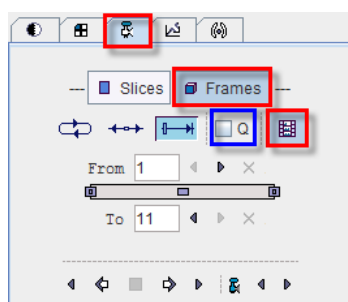 Slices Frames
Q
From 1
To 11